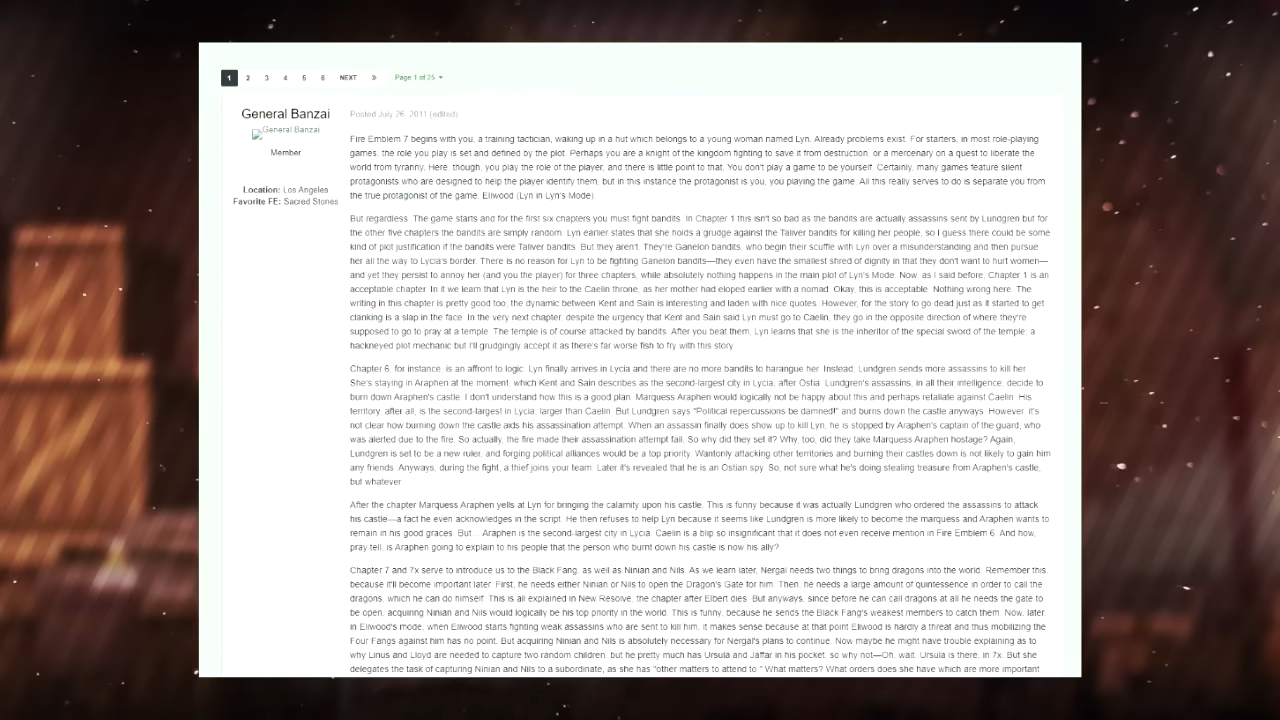 1 2 3 4 5 6 NEXT » Page 1 of 25
General Banzai
General Banzai
Member
Location: Los Angeles
Favorite FE: Sacred Stones
Posted July 26, 2011 (edited)
Fire Emblem 7 begins with you, a training tactician, waking up in a hut which belongs to a young woman named Lyn. Already problems exist. For starters, in most role-playing
games, the role you play is set and defined by the plot. Perhaps you are a knight of the kingdom fighting to save it from destruction, or a mercenary on a quest to liberate the
world from tyranny. Here, though, you play the role of the player, and there is little point to that. You don't play a game to be yourself. Certainly, many games feature silent
protagonists who are designed to help the player identify them, but in this instance the protagonist is you, you playing the game. All this really serves to do is separate you from
the true protagonist of the game, Eliwood (Lyn in Lyn's Mode).
But regardless. The game starts and for the first six chapters you must fight bandits. In Chapter 1 this isn't so bad as the bandits are actually assassins sent by Lundgren but for
the other five chapters the bandits are simply random. Lyn earlier states that she holds a grudge against the Taliver bandits for killing her people, so I guess there could be some
kind of plot justification if the bandits were Taliver bandits. But they aren't. They're Ganelon bandits, who begin their scuffle with Lyn over a misunderstanding and then pursue
her all the way to Lycia's border. There is no reason for Lyn to be fighting Ganelon bandits—they even have the smallest shred of dignity in that they don't want to hurt women—
and yet they persist to annoy her (and you the player) for three chapters, while absolutely nothing happens in the main plot of Lyn's Mode. Now, as I said before, Chapter 1 is an
acceptable chapter. In it we learn that Lyn is the heir to the Caelin throne, as her mother had eloped earlier with a nomad. Okay, this is acceptable. Nothing wrong here. The
writing in this chapter is pretty good too; the dynamic between Kent and Sain is interesting and laden with nice quotes. However, for the story to go dead just as it started to get
clanking is a slap in the face. In the very next chapter, despite the urgency that Kent and Sain said Lyn must go to Caelin, they go in the opposite direction of where they're
supposed to go to pray at a temple. The temple is of course attacked by bandits. After you beat them, Lyn learns that she is the inheritor of the special sword of the temple, a
hackneyed plot mechanic but I'll grudgingly accept it as there's far worse fish to fry with this story.
Chapter 6, for instance, is an affront to logic. Lyn finally arrives in Lycia and there are no more bandits to harangue her. Instead, Lundgren sends more assassins to kill her.
She's staying in Araphen at the moment, which Kent and Sain describes as the second-largest city in Lycia, after Ostia. Lundgren's assassins, in all their intelligence, decide to
burn down Araphen's castle. I don't understand how this is a good plan. Marquess Araphen would logically not be happy about this and perhaps retaliate against Caelin. His
territory, after all, is the second-largest in Lycia, larger than Caelin. But Lundgren says "Political repercussions be damned!" and burns down the castle anyways. However, it's
not clear how burning down the castle aids his assassination attempt. When an assassin finally does show up to kill Lyn, he is stopped by Araphen's captain of the guard, who
was alerted due to the fire. So actually, the fire made their assassination attempt fail. So why did they set it? Why, too, did they take Marquess Araphen hostage? Again,
Lundgren is set to be a new ruler, and forging political alliances would be a top priority. Wantonly attacking other territories and burning their castles down is not likely to gain him
any friends. Anyways, during the fight, a thief joins your team. Later it's revealed that he is an Ostian spy. So, not sure what he's doing stealing treasure from Araphen's castle,
but whatever.
After the chapter Marquess Araphen yells at Lyn for bringing the calamity upon his castle. This is funny because it was actually Lundgren who ordered the assassins to attack
his castle—a fact he even acknowledges in the script. He then refuses to help Lyn because it seems like Lundgren is more likely to become the marquess and Araphen wants to
remain in his good graces. But... Araphen is the second-largest city in Lycia. Caelin is a blip so insignificant that it does not even receive mention in Fire Emblem 6. And how,
pray tell, is Araphen going to explain to his people that the person who burnt down his castle is now his ally?
Chapter 7 and 7x serve to introduce us to the Black Fang, as well as Ninian and Nils. As we learn later, Nergal needs two things to bring dragons into the world. Remember this,
because it'll become important later. First, he needs either Ninian or Nils to open the Dragon's Gate for him. Then, he needs a large amount of quintessence in order to call the
dragons, which he can do himself. This is all explained in New Resolve, the chapter after Elbert dies. But anyways, since before he can call dragons at all he needs the gate to
be open, acquiring Ninian and Nils would logically be his top priority in the world. This is funny, because he sends the Black Fang's weakest members to catch them. Now, later,
in Eliwood's mode, when Eliwood starts fighting weak assassins who are sent to kill him, it makes sense because at that point Eliwood is hardly a threat and thus mobilizing the
Four Fangs against him has no point. But acquiring Ninian and Nils is absolutely necessary for Nergal's plans to continue. Now maybe he might have trouble explaining as to
why Linus and Lloyd are needed to capture two random children, but he pretty much has Ursula and Jaffar in his pocket, so why not—Oh, wait. Ursula is there, in 7x. But she
delegates the task of capturing Ninian and Nils to a subordinate, as she has "other matters to attend to." What matters? What orders does she have which are more important